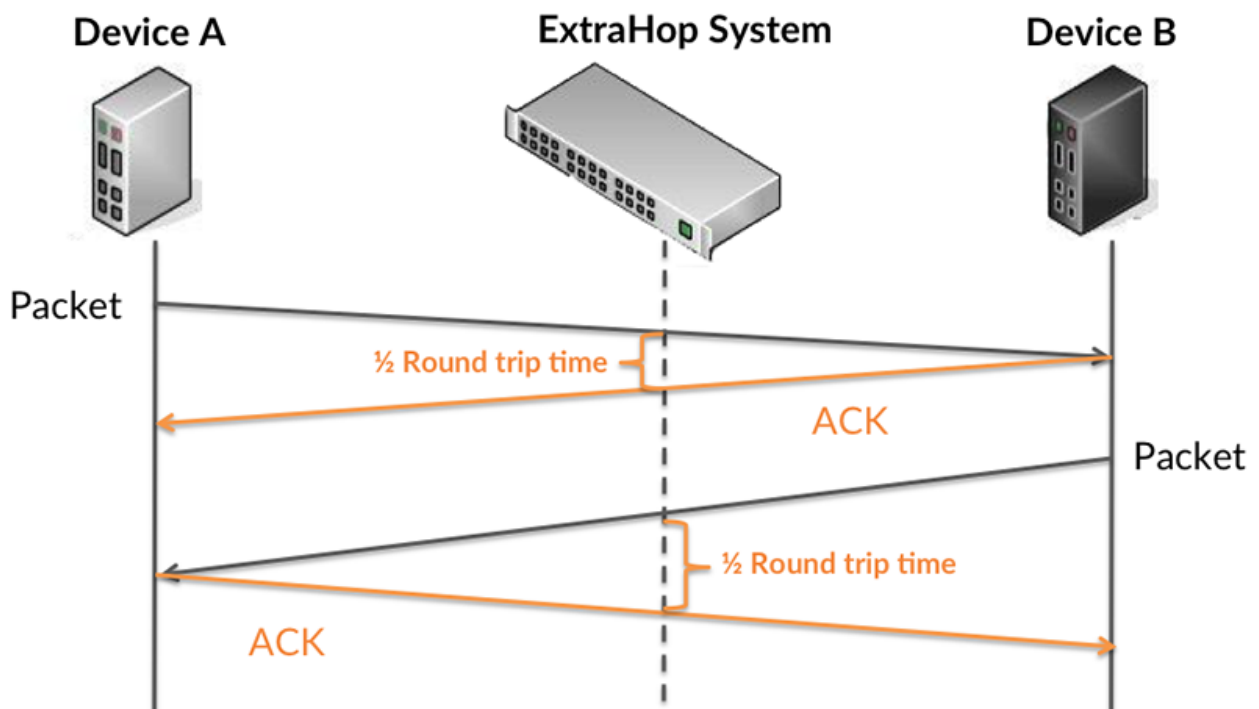 Device A
ExtraHop System
Device B
Packet
½ Round trip time
ACK
Packet
½ Round trip time
ACK